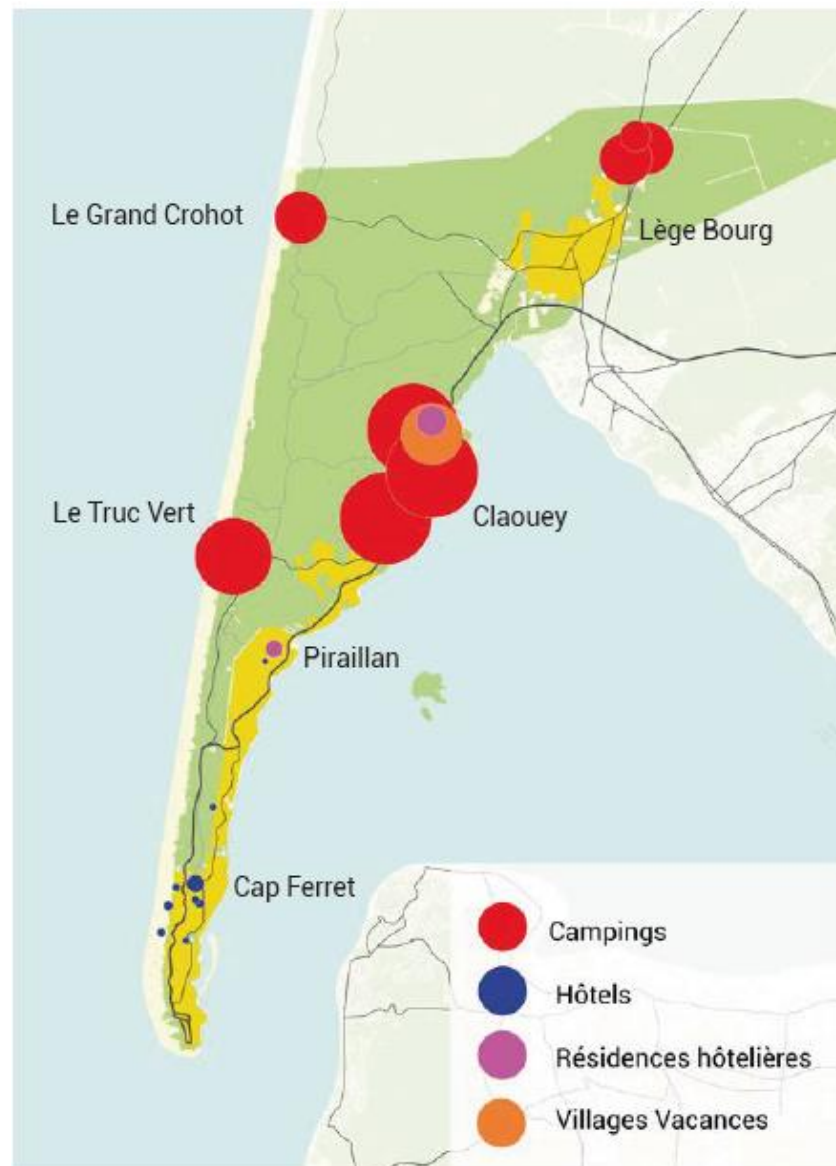 Le Grand Crohot
Lège Bourg
Le Truc Vert
Claouey
Piraillan
Cap Ferret
Campings
Hôtels
Résidences hôtelières
Villages Vacances